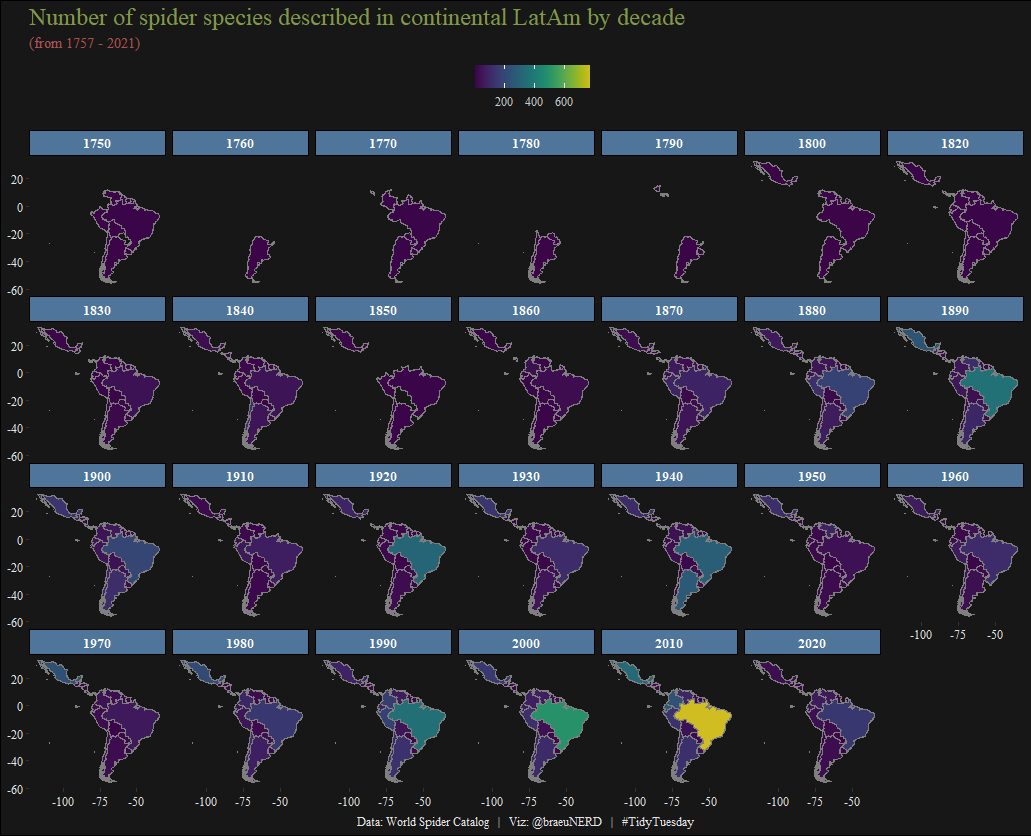 Number of spider species described in continental LatAm by decade
(from 1757 - 2021)
200 400 600
1750 1760 1770 1780 1790 1800 1820
20
0
-20
-40
-60
1830 1840 1850 1860 1870 1880 1890
20
0
-20
-40
-60
1900 1910 1920 1930 1940 1950 1960
20
0
-20
-40
-60
-100 -75 -50
1970 1980 1990 2000 2010 2020
20
0
-20
-40
-60
-100 -75 -50 -100 -75 -50 -100 -75 -50 -100 -75 -50 -100 -75 -50 -100 -75 -50
Data: World Spider Catalog | Viz: @braeuNERD | #TidyTuesday